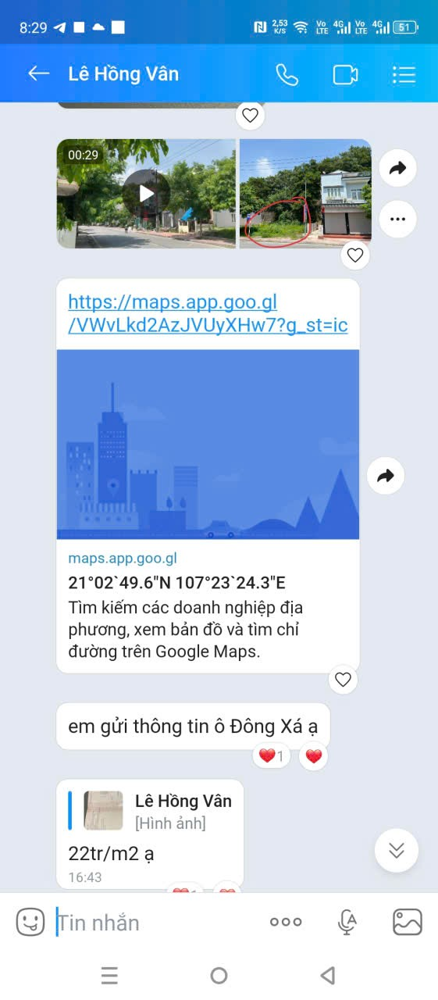 8:29
2,53 K/S
Vo LTE 4G Vo LTE 4G 51
Lê Hồng Vân
00:29
https://maps.app.goo.gl
/VWvLkd2AzJVUyXHw7?g_st=ic
maps.app.goo.gl
21°02`49.6"N 107°23`24.3"E
Tìm kiếm các doanh nghiệp địa
phương, xem bản đồ và tìm chỉ
đường trên Google Maps.
em gửi thông tin ô Đông Xá ạ
1
Lê Hồng Vân
[Hình ảnh]
22tr/m2 ạ
16:43
Tin nhắn